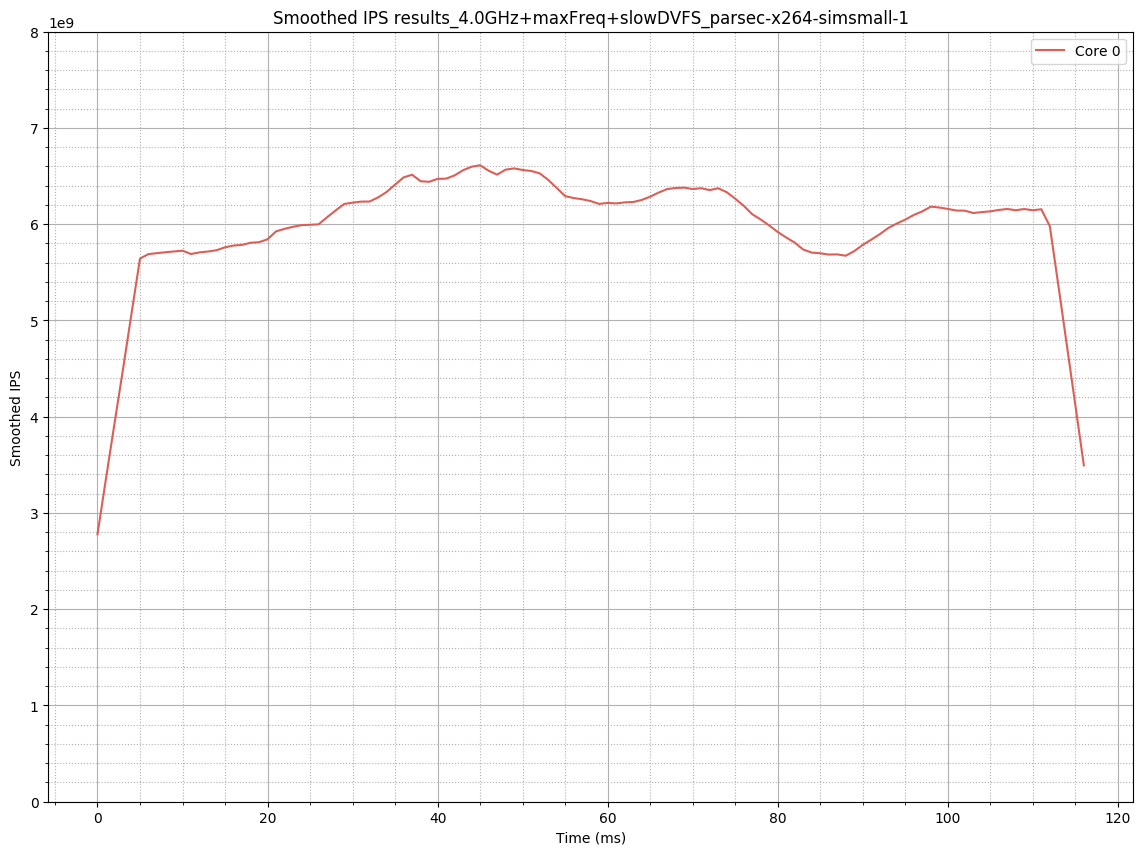 Smoothed IPS results_4.0GHz+maxFreq+slowDVFS_parsec-x264-simsmall-1
1e9
Core 0
8
7
6
5
4
3
2
1
0
Smoothed IPS
0 20 40 60 80 100 120
Time (ms)